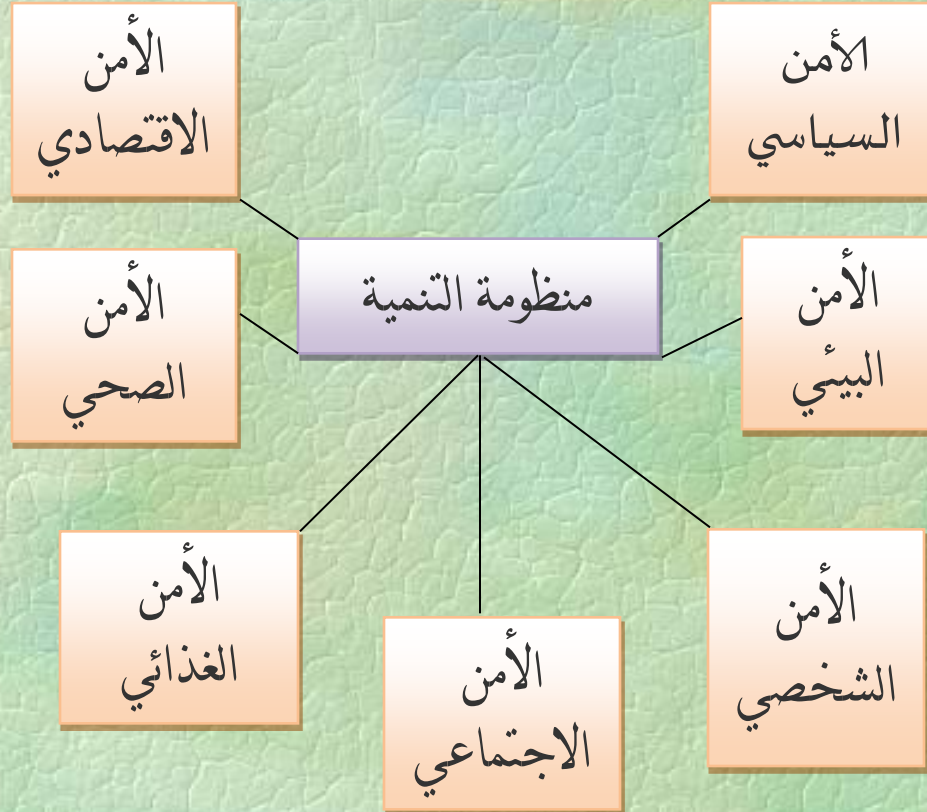 الأمن
السياسي
الأمن
الاقتصادي
منظومة التنمية
الأمن
البيئي
الأمن
الصحي
الأمن
الشخصي
الأمن
الاجتماعي
الأمن
الغذائي